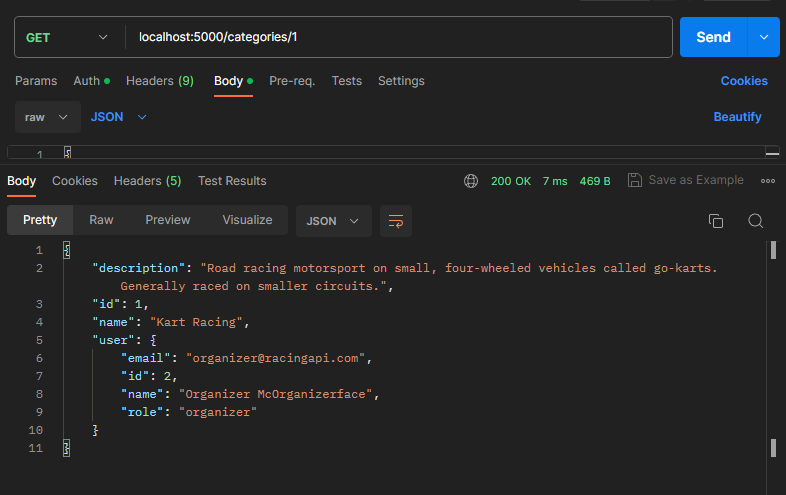 GET localhost:5000/categories/1 Send
Params Auth Headers (9) Body Pre-req. Tests Settings Cookies
raw JSON Beautify
1 {
Body Cookies Headers (5) Test Results 200 OK 7 ms 469 B Save as Example
Pretty Raw Preview Visualize JSON
1 {
2 "description": "Road racing motorsport on small, four-wheeled vehicles called go-karts.
Generally raced on smaller circuits.",
3 "id": 1,
4 "name": "Kart Racing",
5 "user": {
6 "email": "organizer@racingapi.com",
7 "id": 2,
8 "name": "Organizer McOrganizerface",
9 "role": "organizer"
10 }
11 }